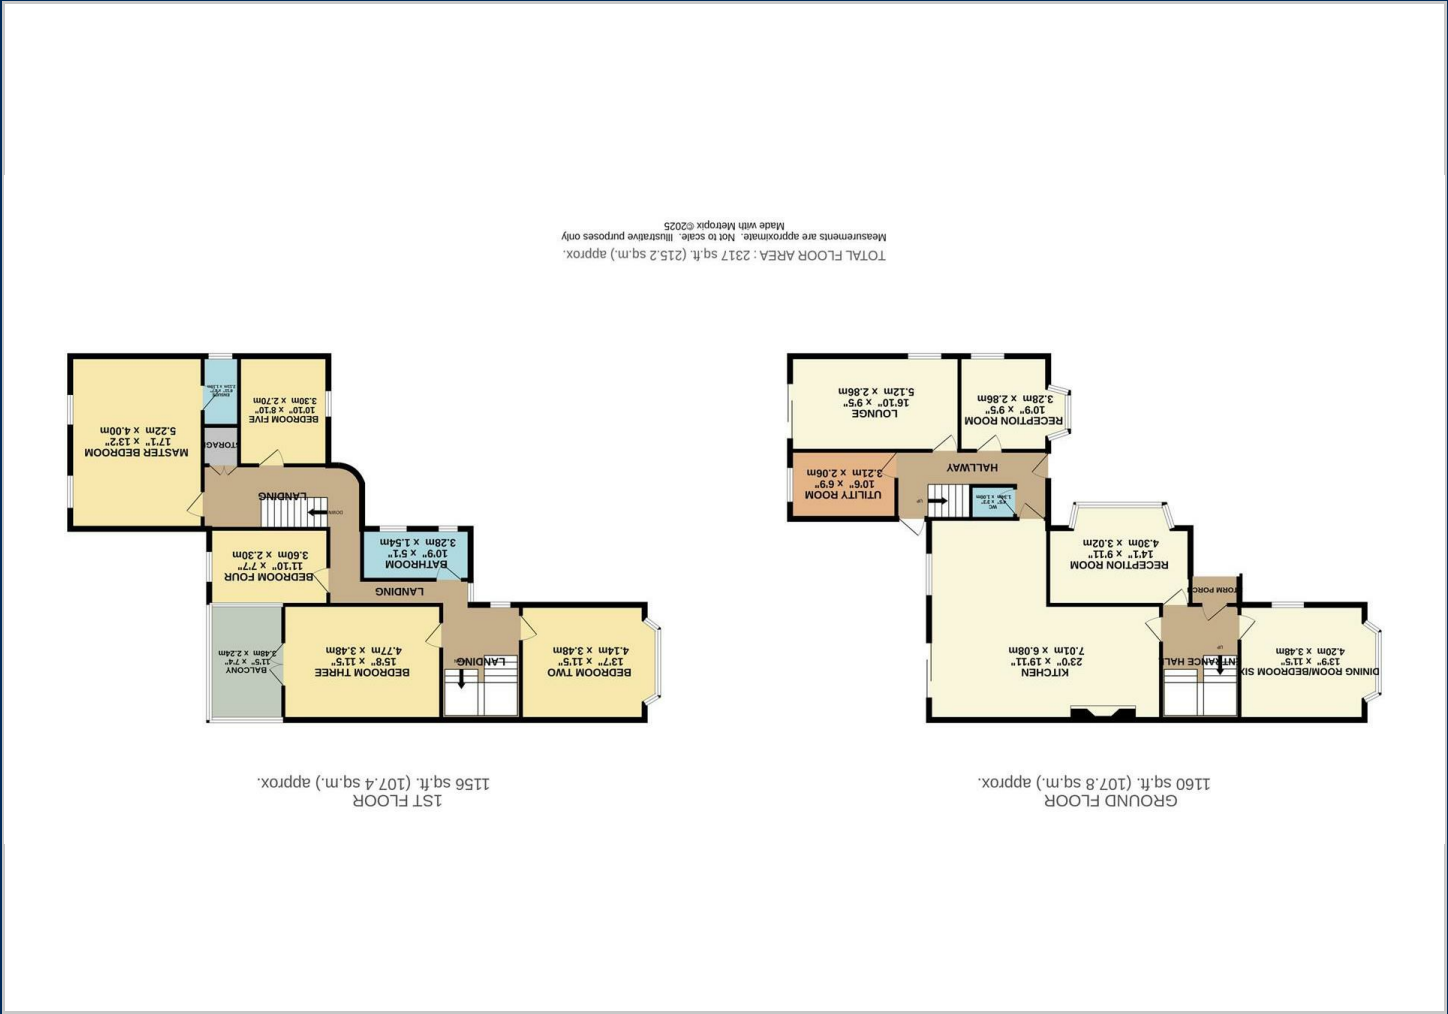 GROUND FLOOR
1160 sq.ft. (107.8 sq.m.) approx.
DINING ROOM/BEDROOM SIX
13'9" x 11'5"
4.20m x 3.48m
ENTRANCE HALL
UP
KITCHEN
23'0" x 19'11"
7.01m x 6.08m
STORM PORCH
RECEPTION ROOM
14'1" x 9'11"
4.30m x 3.02m
WC
UP
UTILITY ROOM
10'6" x 6'9"
3.21m x 2.06m
HALLWAY
RECEPTION ROOM
10'9" x 9'5"
3.28m x 2.86m
LOUNGE
16'10" x 9'5"
5.12m x 2.86m
1ST FLOOR
1156 sq.ft. (107.4 sq.m.) approx.
BEDROOM TWO
13'7" x 11'5"
4.14m x 3.48m
LANDING
BEDROOM THREE
15'8" x 11'5"
4.77m x 3.48m
BALCONY
11'5" x 7'4"
3.48m x 2.24m
LANDING
BATHROOM
10'9" x 5'1"
3.28m x 1.54m
BEDROOM FOUR
11'10" x 7'7"
3.60m x 2.30m
DOWN
LANDING
STORAGE
BEDROOM FIVE
10'10" x 8'10"
3.30m x 2.70m
ENSUITE
MASTER BEDROOM
17'1" x 13'2"
5.22m x 4.00m
TOTAL FLOOR AREA : 2317 sq.ft. (215.2 sq.m.) approx.
Measurements are approximate. Not to scale. Illustrative purposes only
Made with Metropix ©2025